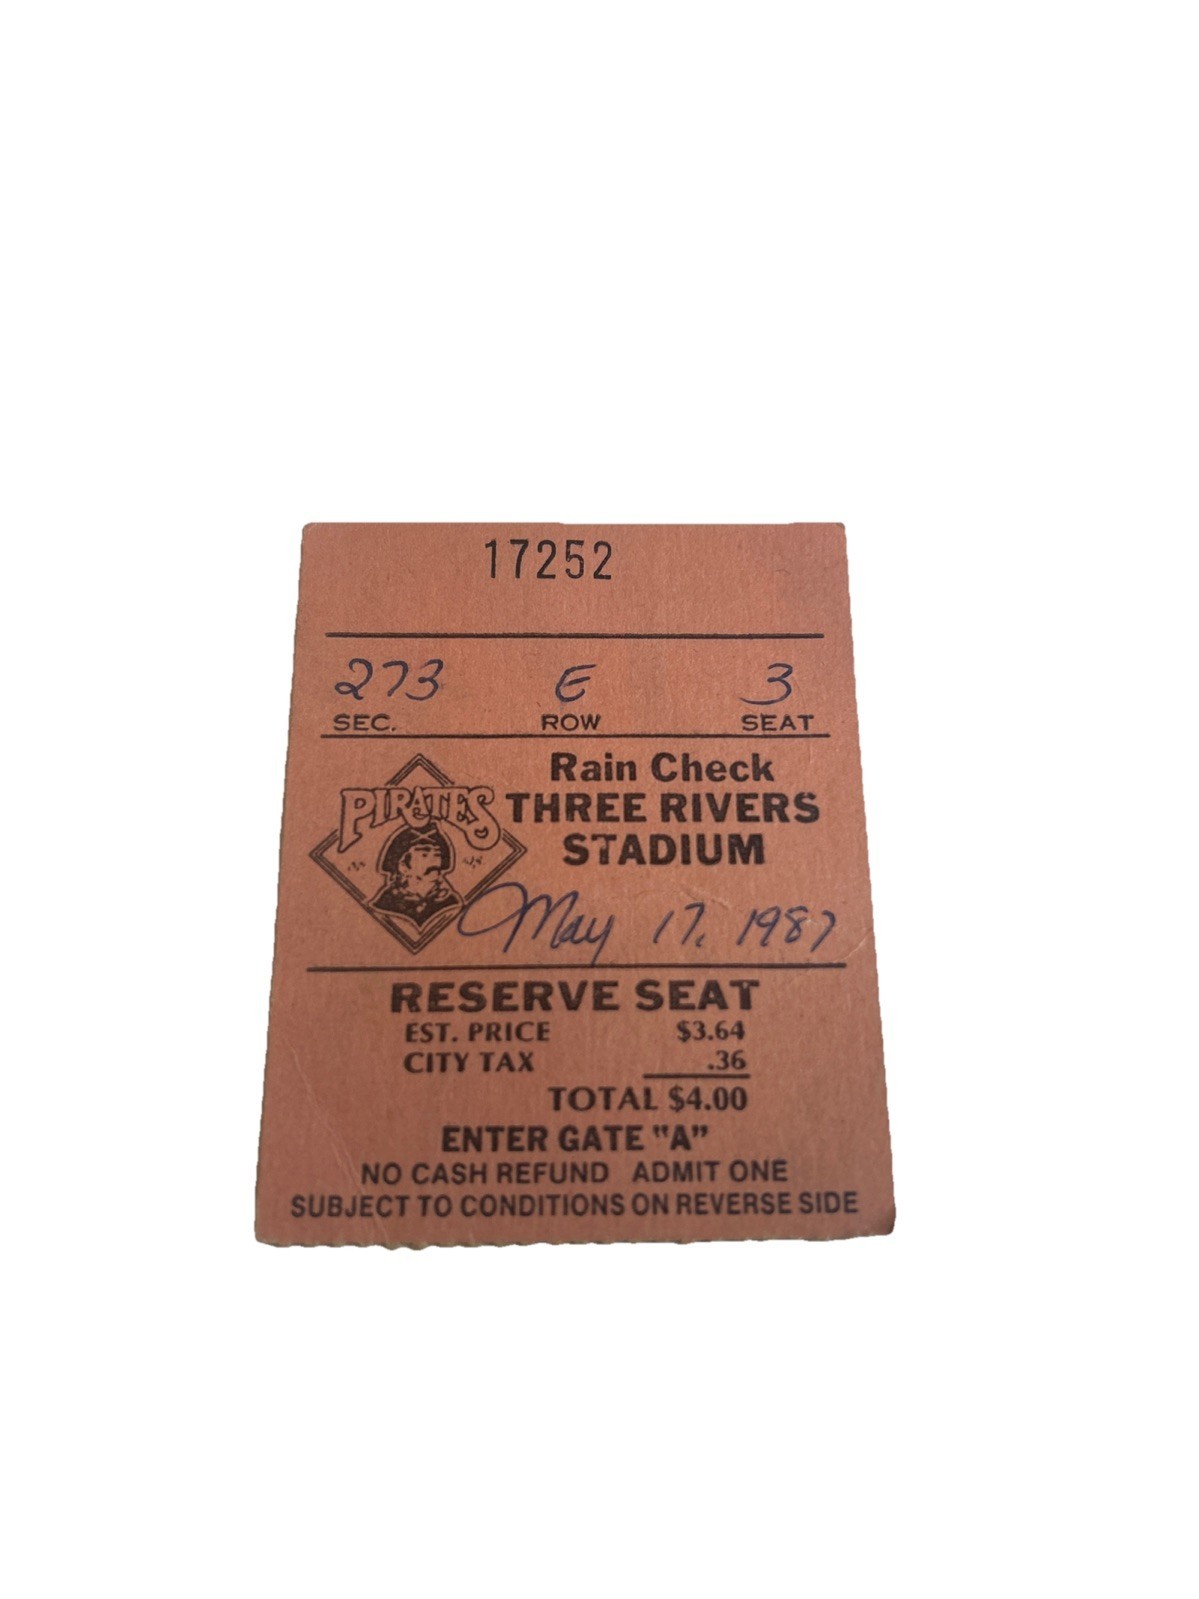 17252
273 E 3
SEC. ROW SEAT
PIRATES
Rain Check
THREE RIVERS
STADIUM
May 17, 1987
RESERVE SEAT
EST. PRICE $3.64
CITY TAX .36
TOTAL $4.00
ENTER GATE "A"
NO CASH REFUND ADMIT ONE
SUBJECT TO CONDITIONS ON REVERSE SIDE